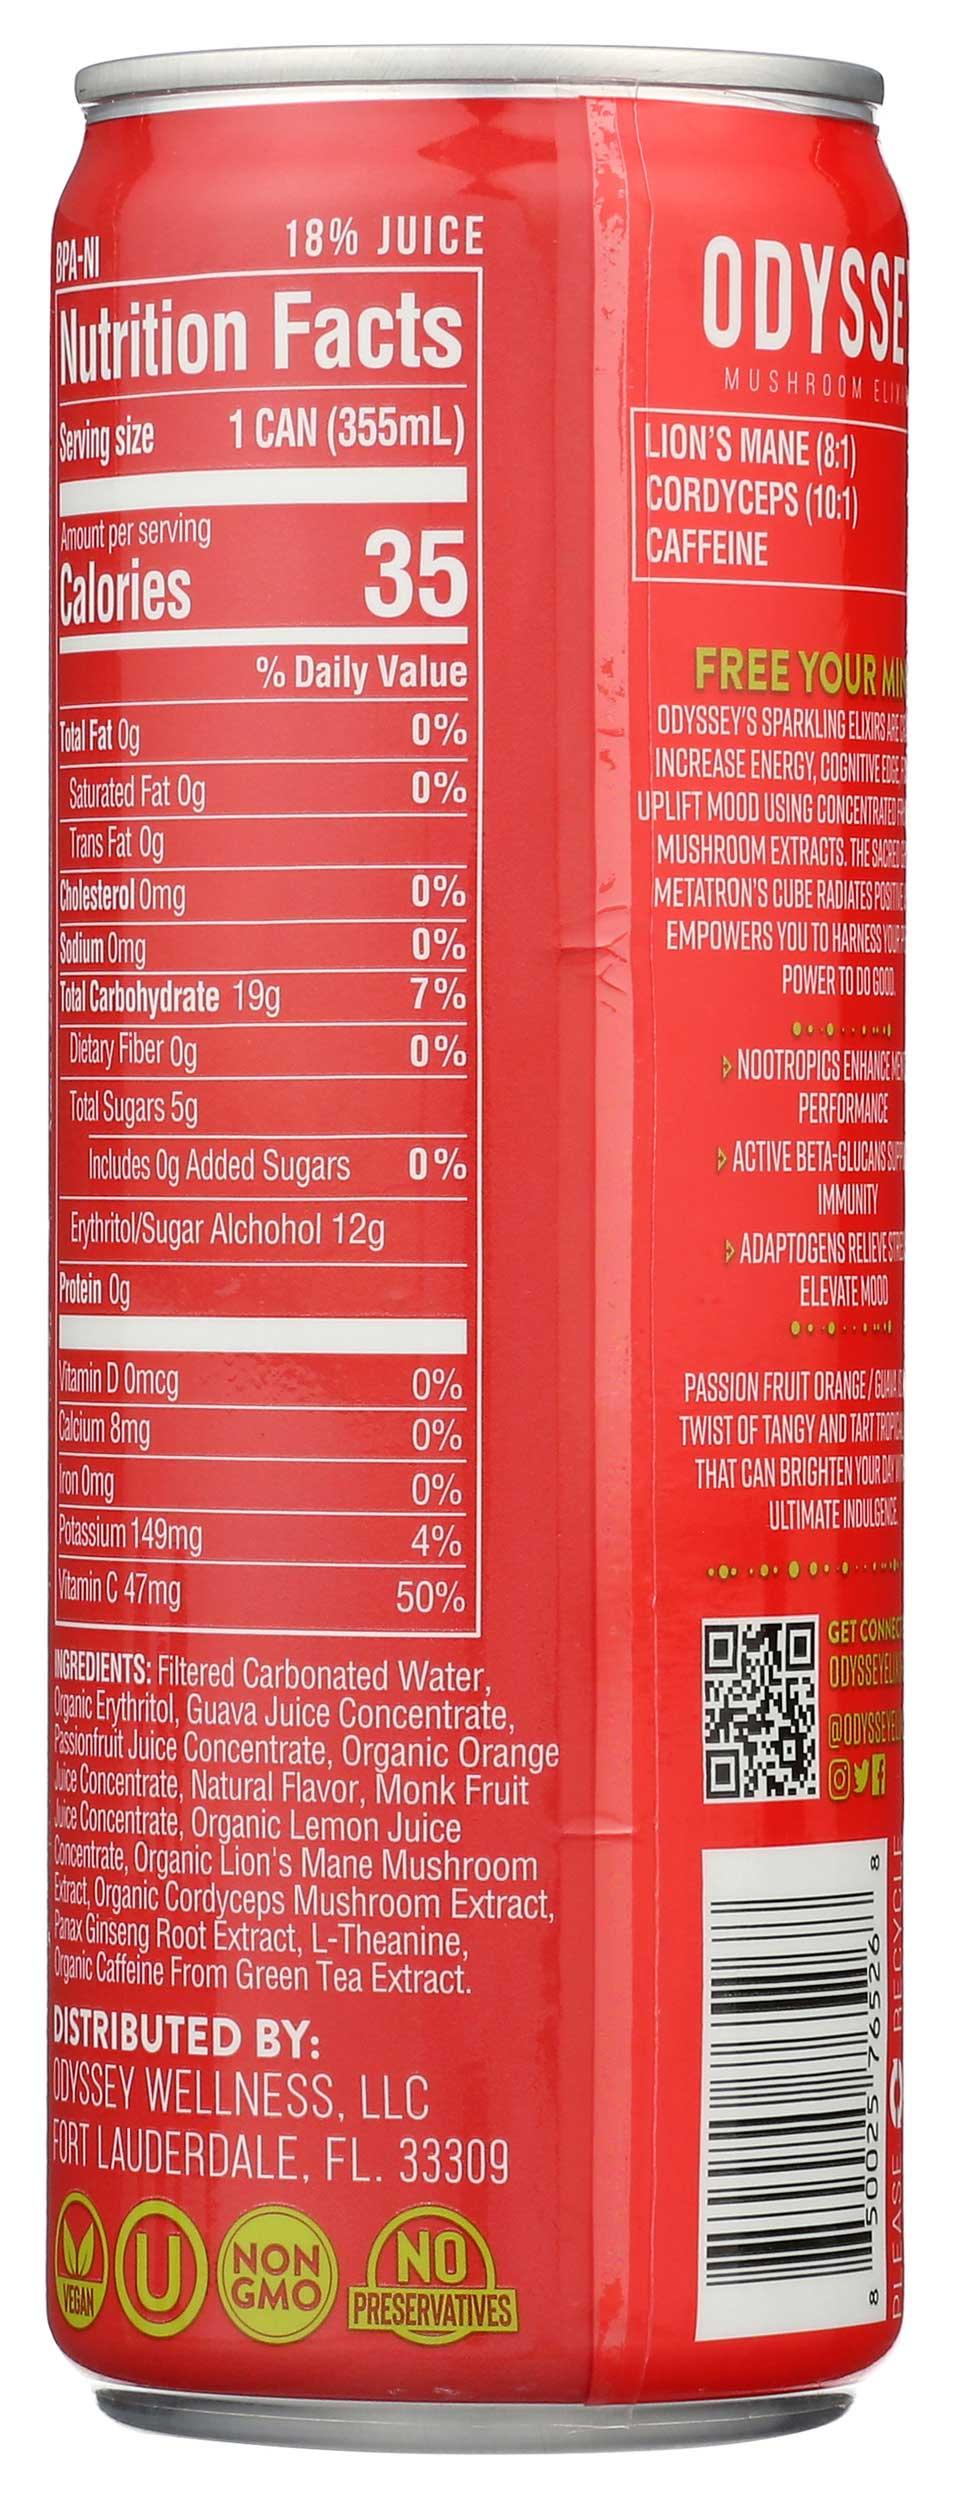 BPA-NI
18% JUICE
Nutrition Facts
Serving size 1 CAN (355mL)
Amount per serving
Calories 35
% Daily Value
Total Fat 0g 0%
Saturated Fat 0g 0%
Trans Fat 0g
Cholesterol 0mg 0%
Sodium 0mg 0%
Total Carbohydrate 19g 7%
Dietary Fiber 0g 0%
Total Sugars 5g
Includes 0g Added Sugars 0%
Erythritol/Sugar Alchohol 12g
Protein 0g
Vitamin D 0mcg 0%
Calcium 8mg 0%
Iron 0mg 0%
Potassium 149mg 4%
Vitamin C 47mg 50%
INGREDIENTS: Filtered Carbonated Water,
Organic Erythritol, Guava Juice Concentrate,
Passionfruit Juice Concentrate, Organic Orange
Juice Concentrate, Natural Flavor, Monk Fruit
Juice Concentrate, Organic Lemon Juice
Concentrate, Organic Lion's Mane Mushroom
Extract, Organic Cordyceps Mushroom Extract,
Panax Ginseng Root Extract, L-Theanine,
Organic Caffeine From Green Tea Extract.
DISTRIBUTED BY:
ODYSSEY WELLNESS, LLC
FORT LAUDERDALE, FL. 33309
VEGAN
U
NON
GMO
NO
PRESERVATIVES
ODYSSE
MUSHROOM
LION'S MANE (8:1)
CORDYCEPS (10:1)
CAFFEINE
FREE YOUR
ODYSSEY'S SPARKLING ELIXIRS ARE
INCREASE ENERGY, COGNITIVE EDGE
UPLIFT MOOD USING CONCENTRATED
MUSHROOM EXTRACTS. THE SACRED
METATRON'S CUBE RADIATES POSITIVE
EMPOWERS YOU TO HARNESS
POWER TO DO GOOD.
NOOTROPICS ENHANCE
PERFORMANCE
ACTIVE BETA-GLUCANS
IMMUNITY
ADAPTOGENS RELIEVE
ELEVATE MOOD
PASSION FRUIT ORANGE / GUAVA
TWIST OF TANGY AND TART
THAT CAN BRIGHTEN YOUR DAY
ULTIMATE INDULGENCE.
GET
8 50025 76526 8
PLEASE RECYCLE